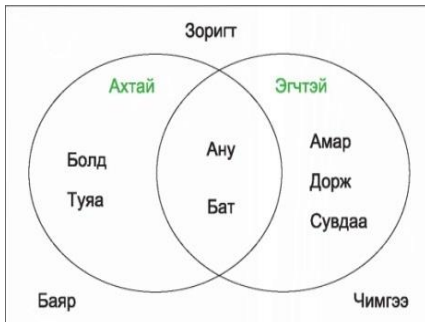 Зоригт
Ахтай
Эгчтэй
Болд
Туяа
Ану
Бат
Амар
Дорж
Сувдаа
Баяр
Чимгээ